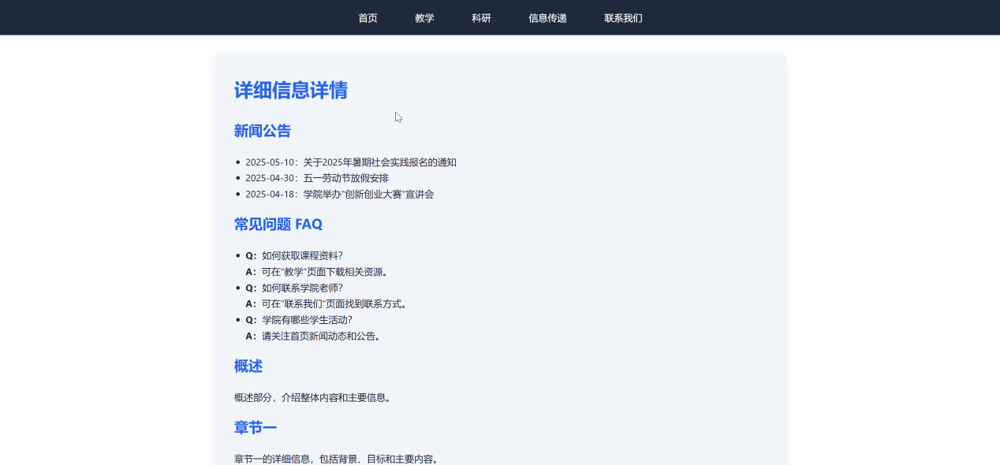 首页 教学 科研 信息传递 联系我们
详细信息详情
新闻公告
• 2025-05-10：关于2025年暑期社会实践报名的通知
• 2025-04-30：五一劳动节放假安排
• 2025-04-18：学院举办"创新创业大赛"宣讲会
常见问题 FAQ
• Q：如何获取课程资料？
A：可在"教学"页面下载相关资源。
• Q：如何联系学院老师？
A：可在"联系我们"页面找到联系方式。
• Q：学院有哪些学生活动？
A：请关注首页新闻动态和公告。
概述
概述部分，介绍整体内容和主要信息。
章节一
章节一的详细信息，包括背景、目标和主要内容。